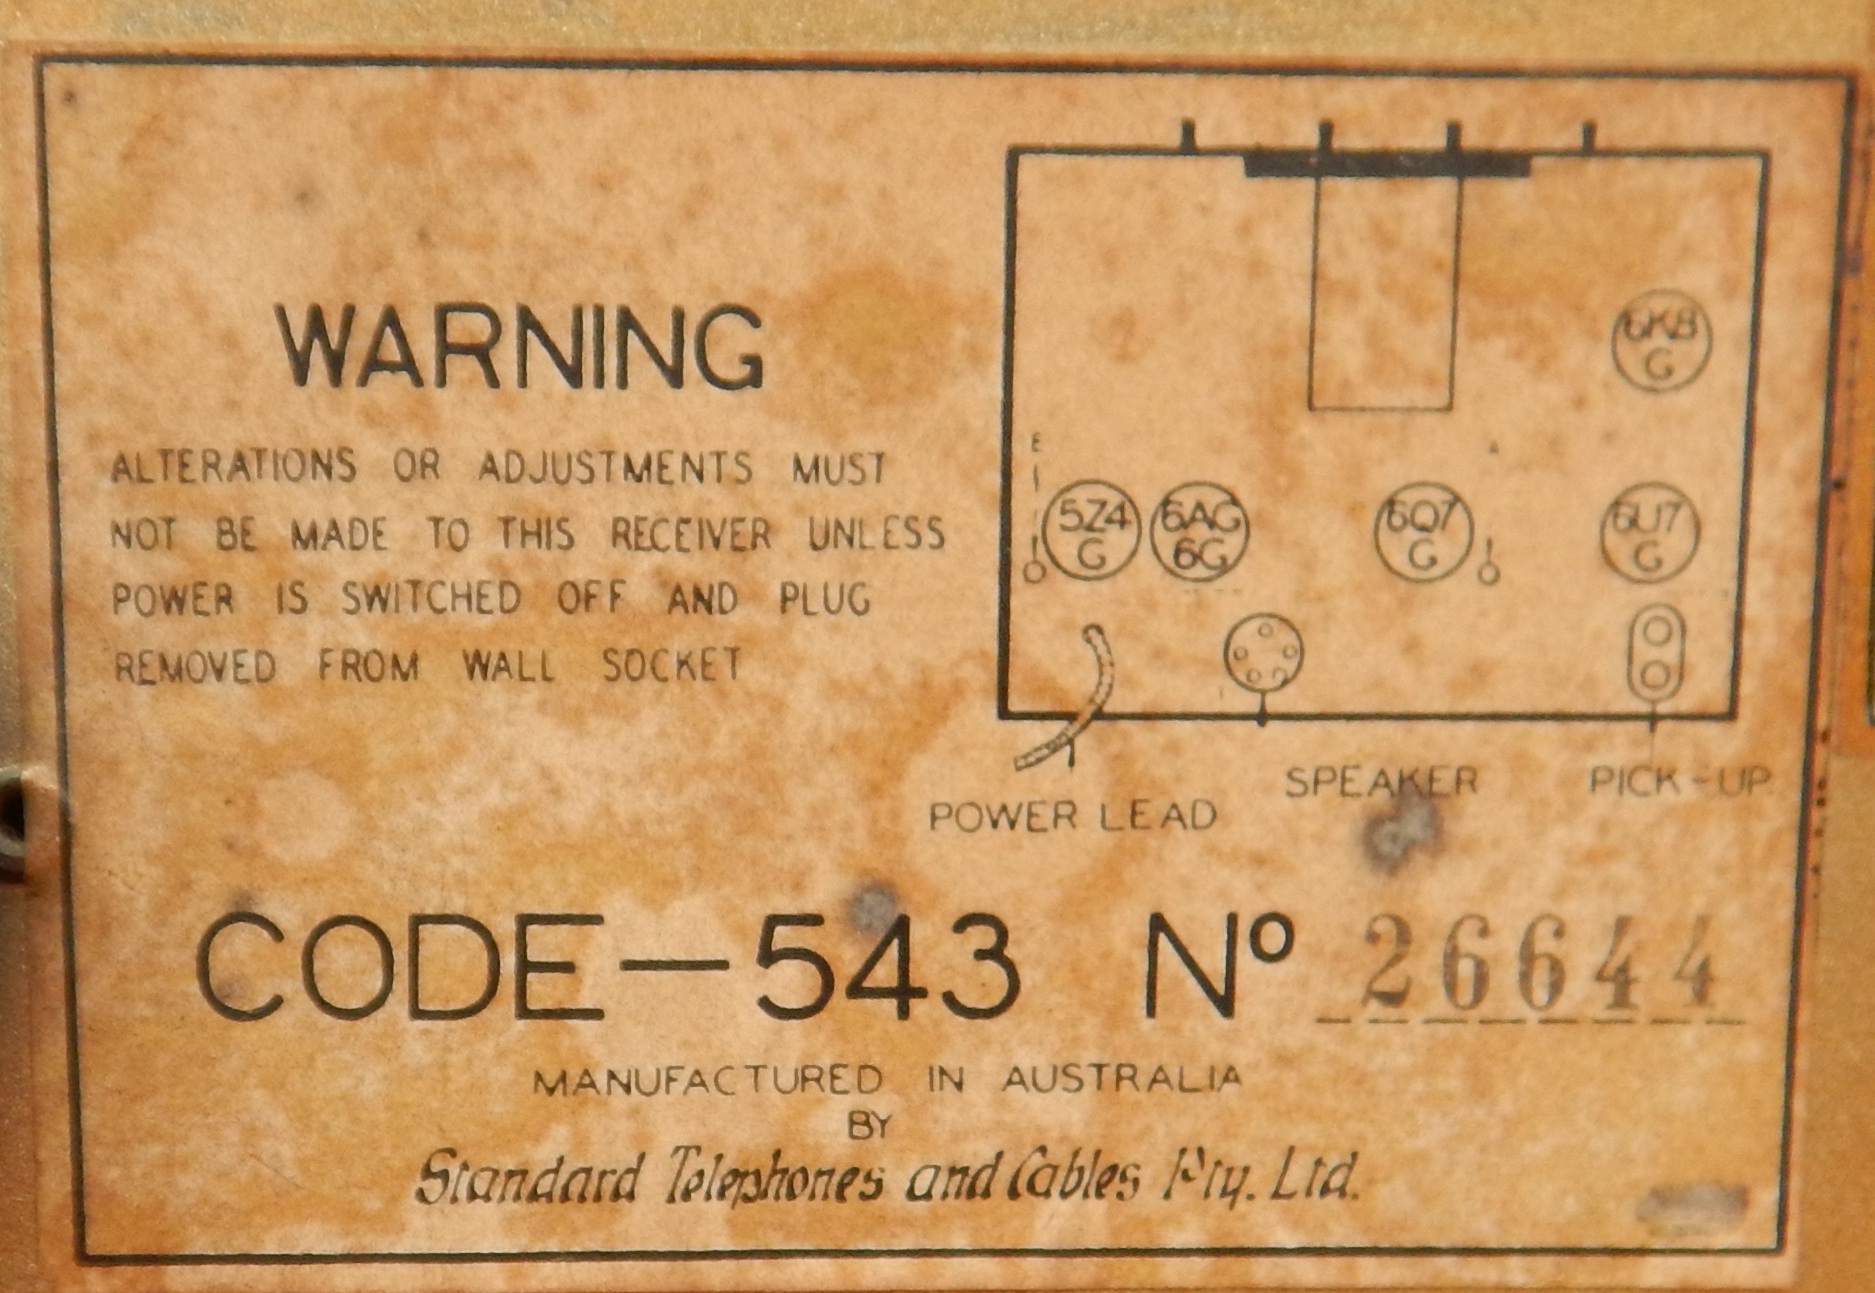 WARNING
ALTERATIONS OR ADJUSTMENTS MUST
NOT BE MADE TO THIS RECEIVER UNLESS
POWER IS SWITCHED OFF AND PLUG
REMOVED FROM WALL SOCKET
6K8
G
E
A
5Z4
G
6AG
6G
6Q7
G
6U7
G
POWER LEAD
SPEAKER
PICK-UP
CODE—543 Nº 26644
MANUFACTURED IN AUSTRALIA
BY
Standard Telephones and Cables Pty. Ltd.